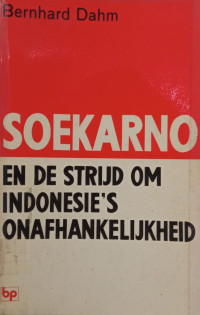 Bernhard Dahm
SOEKARNO
EN DE STRIJD OM
INDONESIE'S
ONAFHANKELIJKHEID
bp